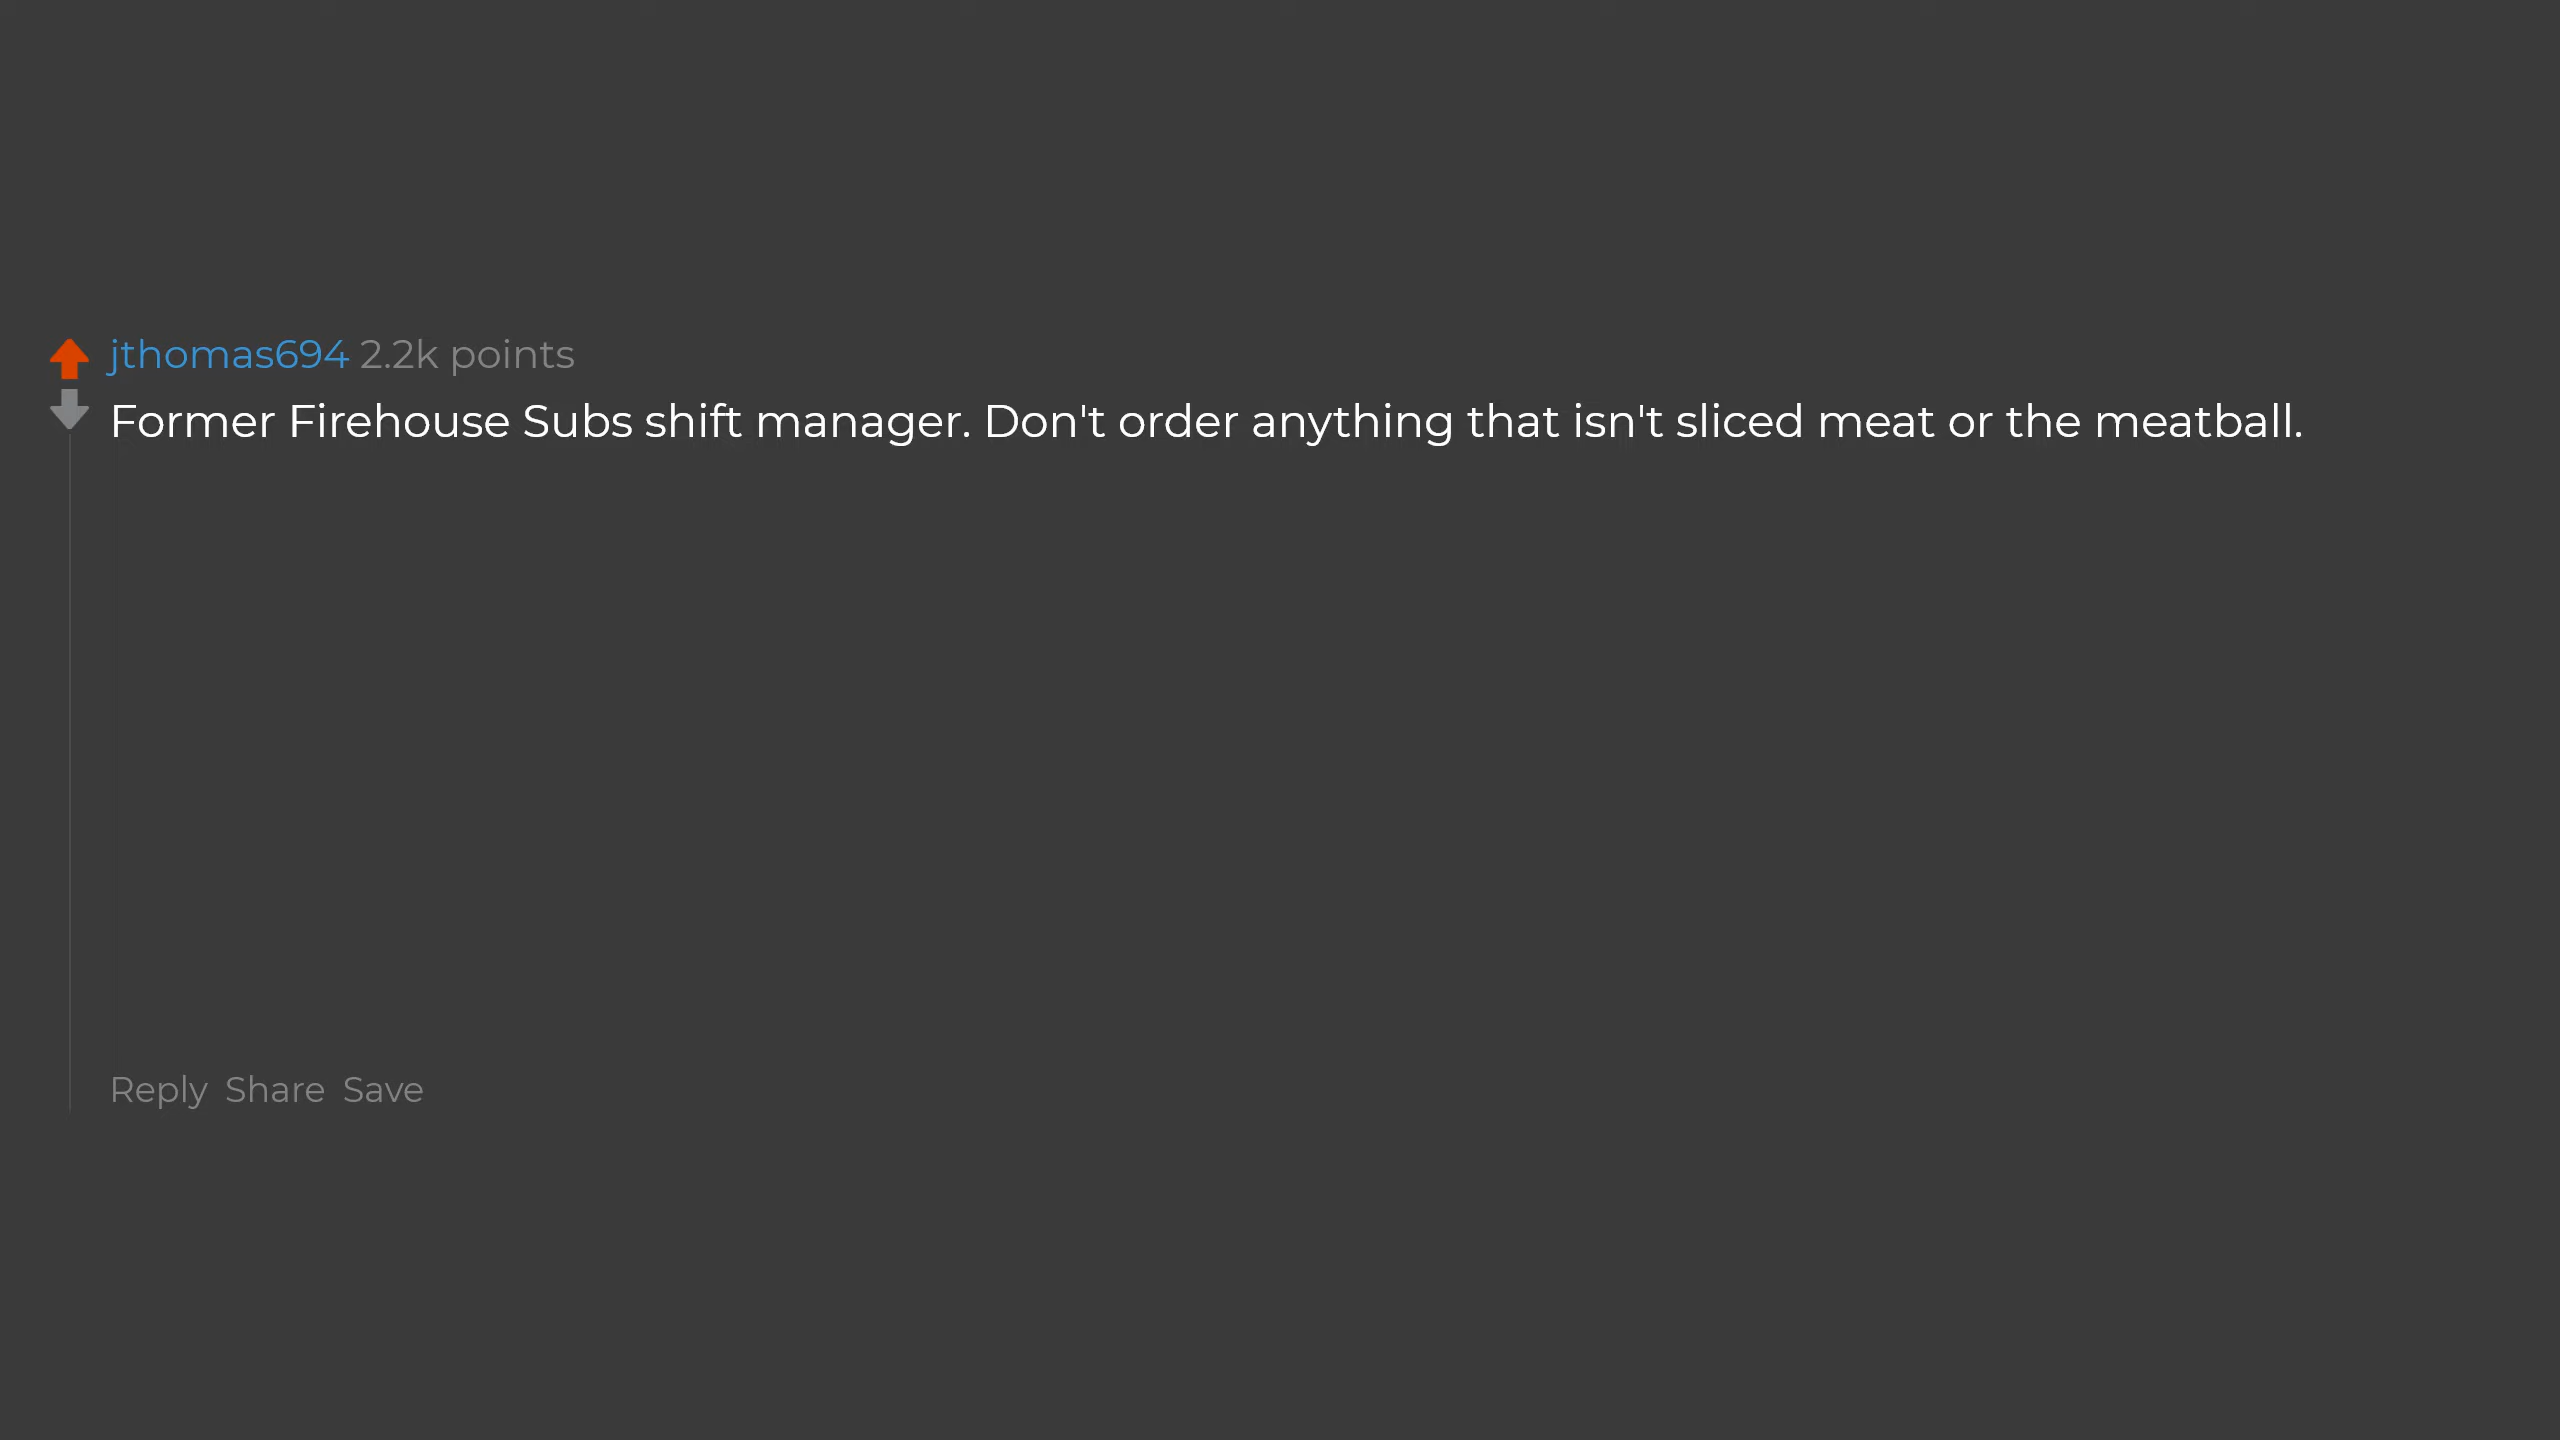 jthomas694 2.2k points
Former Firehouse Subs shift manager. Don't order anything that isn't sliced meat or the meatball.
Reply Share Save